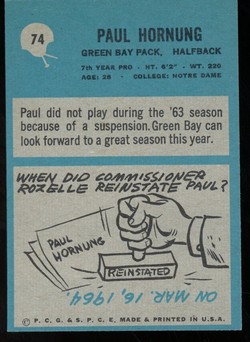 74
PAUL HORNUNG
GREEN BAY PACK, HALFBACK
7th YEAR PRO · HT. 6'2" · WT. 230
AGE: 28 · COLLEGE: NOTRE DAME
Paul did not play during the '63 season
because of a suspension. Green Bay can
look forward to a great season this year.
WHEN DID COMMISSIONER
ROZELLE REINSTATE PAUL?
PAUL
HORNUNG
REINSTATED
ON MAR. 16, 1964.
© P. C. G. & S. P. C. E. MADE & PRINTED IN U.S.A.